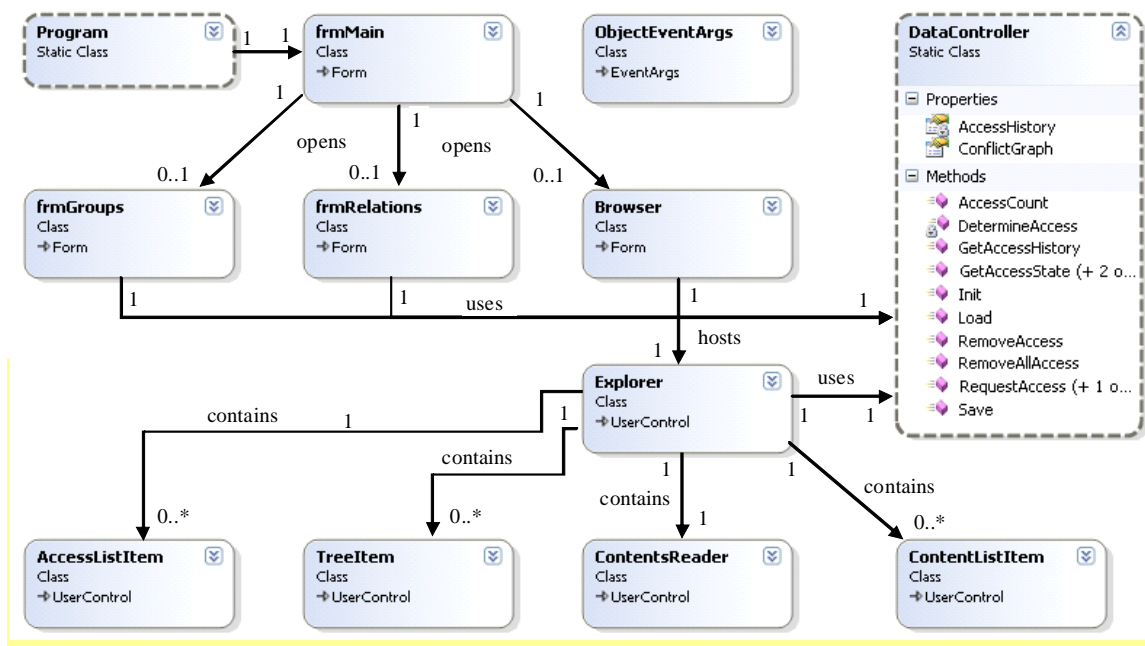 Program
Static Class
1
1
frmMain
Class
Form
ObjectEventArgs
Class
EventArgs
DataController
Static Class
Properties
AccessHistory
ConflictGraph
Methods
AccessCount
DetermineAccess
GetAccessHistory
GetAccessState (+ 2 o...
Init
Load
RemoveAccess
RemoveAllAccess
RequestAccess (+ 1 o...
Save
1
opens
0..1
1
opens
0..1
1
0..1
frmGroups
Class
Form
frmRelations
Class
Form
Browser
Class
Form
1
1
uses
1
1
hosts
1
Explorer
Class
UserControl
uses
1
1
contains
1
0..*
1
contains
0..*
1
contains
1
1
contains
0..*
AccessListItem
Class
UserControl
TreeItem
Class
UserControl
ContentsReader
Class
UserControl
ContentListItem
Class
UserControl